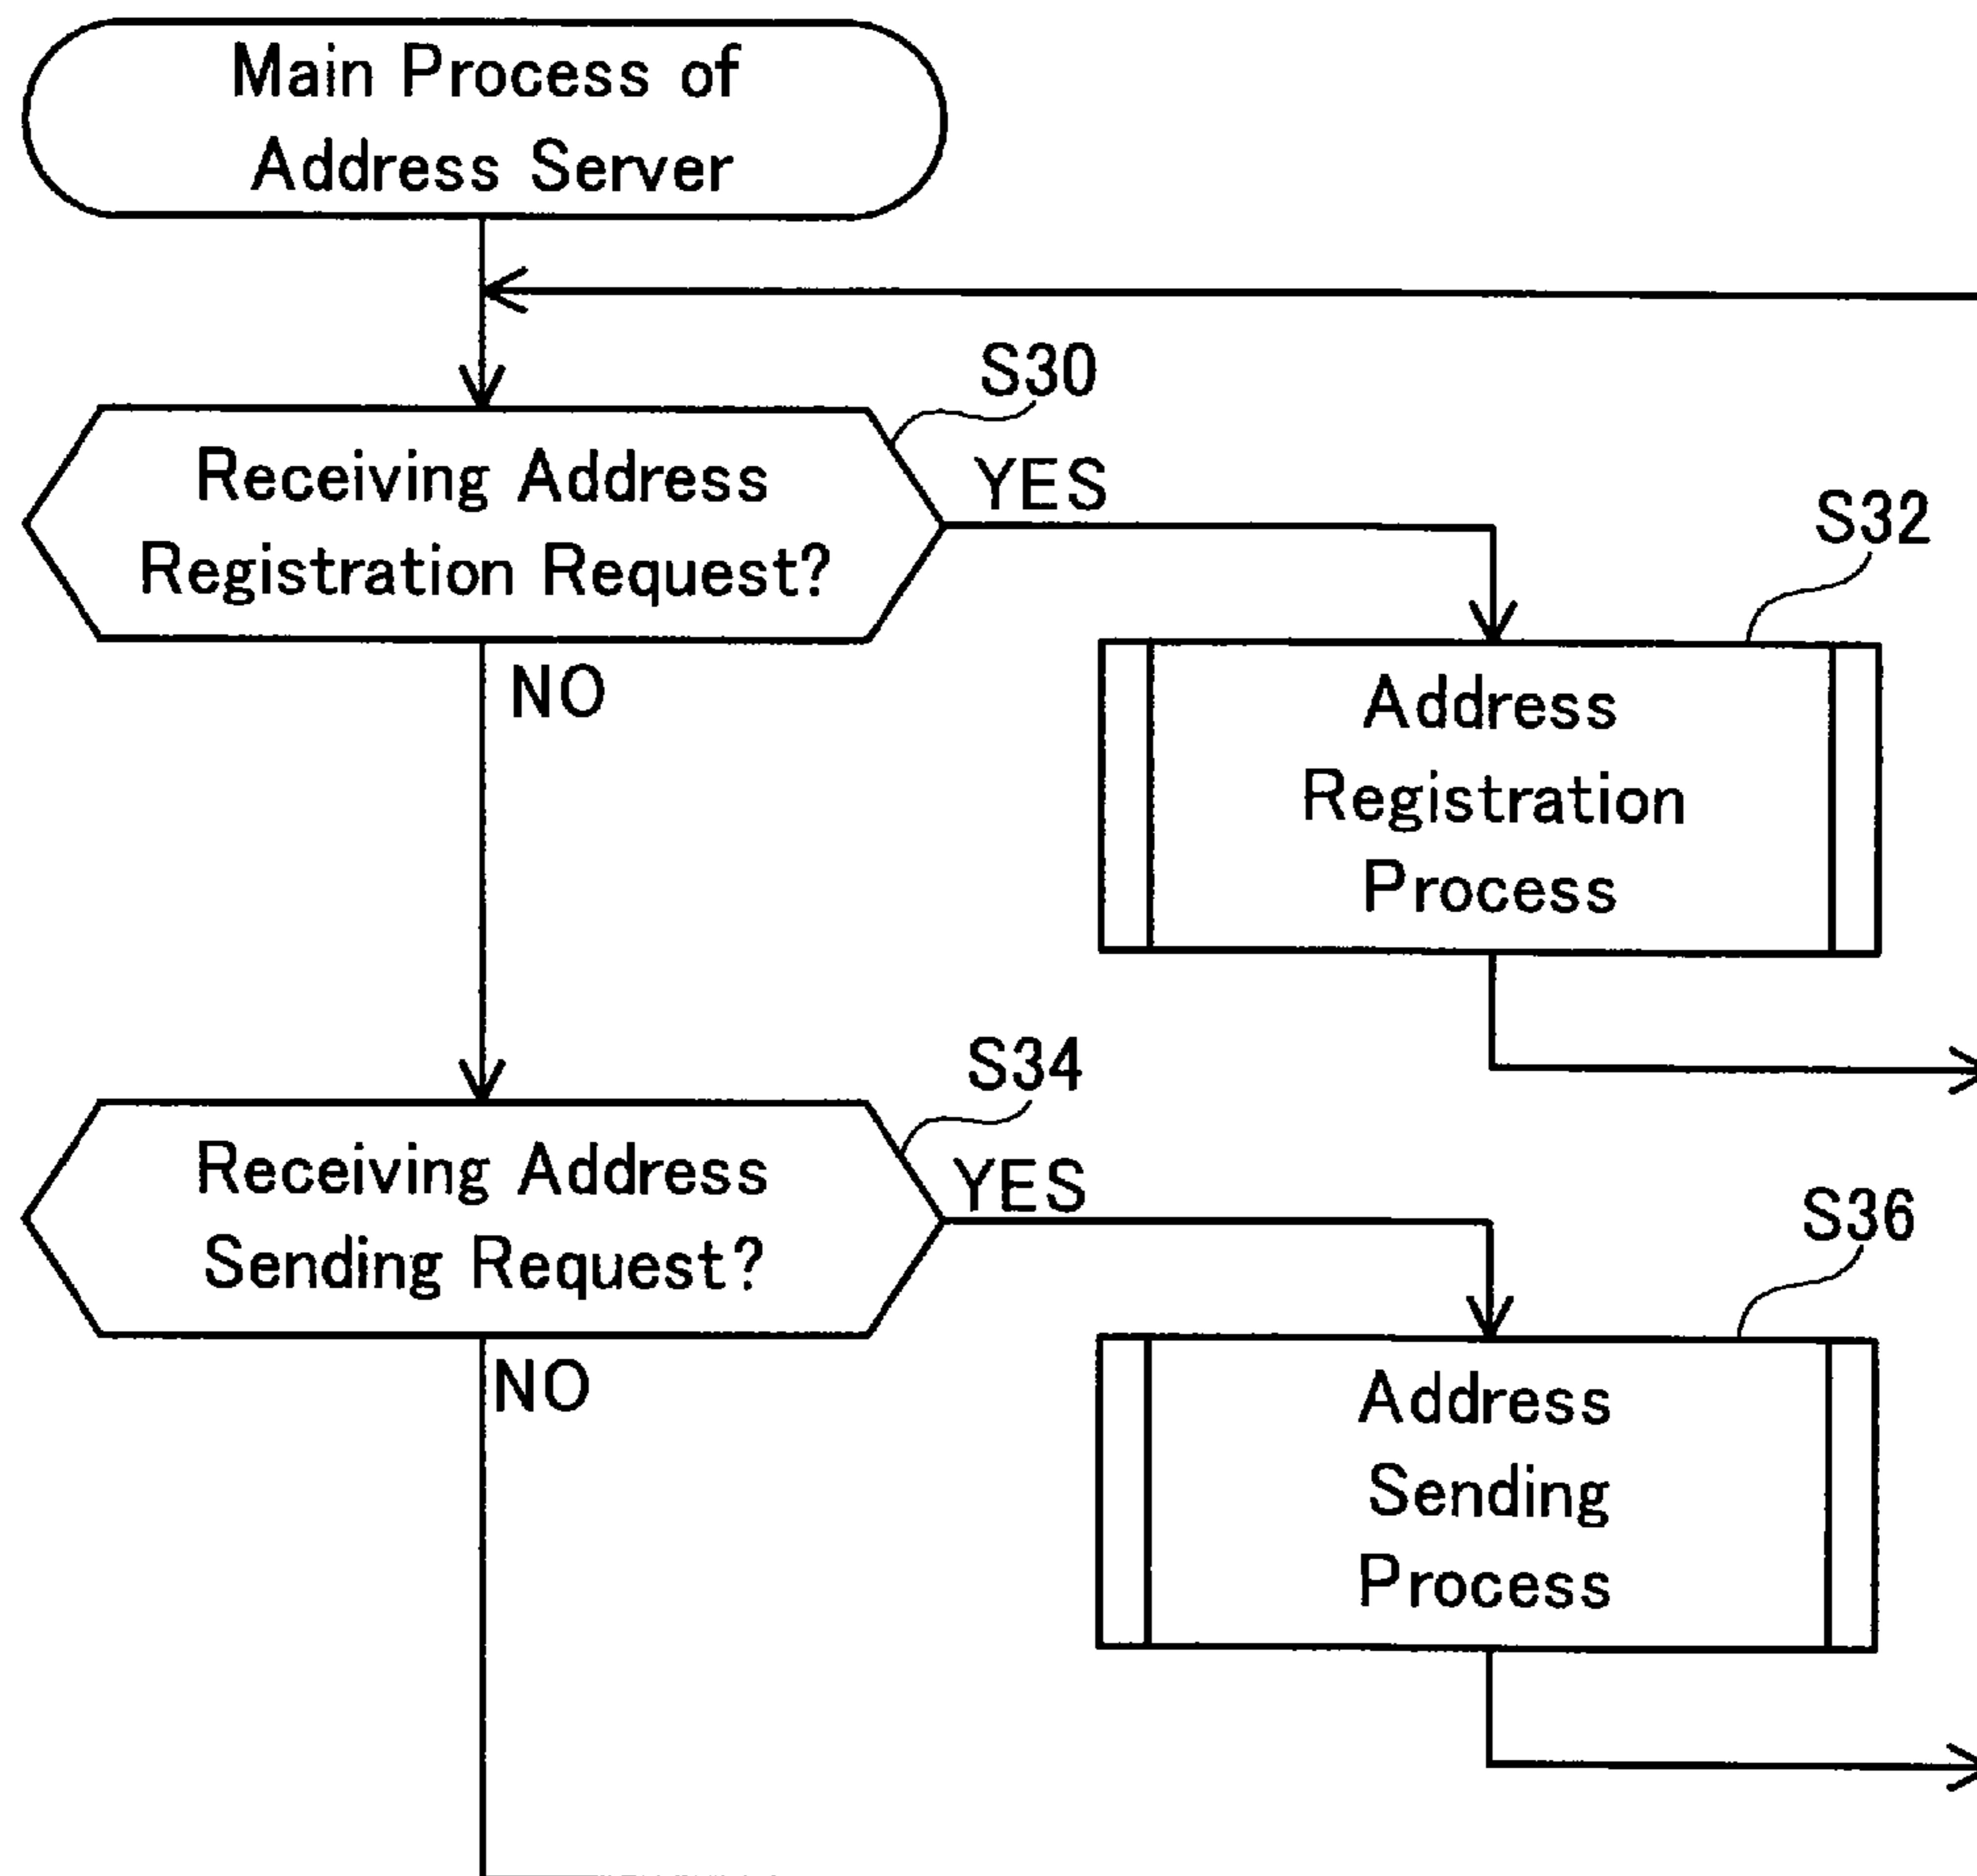 Main Process of
Address Server
S30
Receiving Address
Registration Request?
YES
NO
S32
Address
Registration
Process
S34
Receiving Address
Sending Request?
YES
NO
S36
Address
Sending
Process